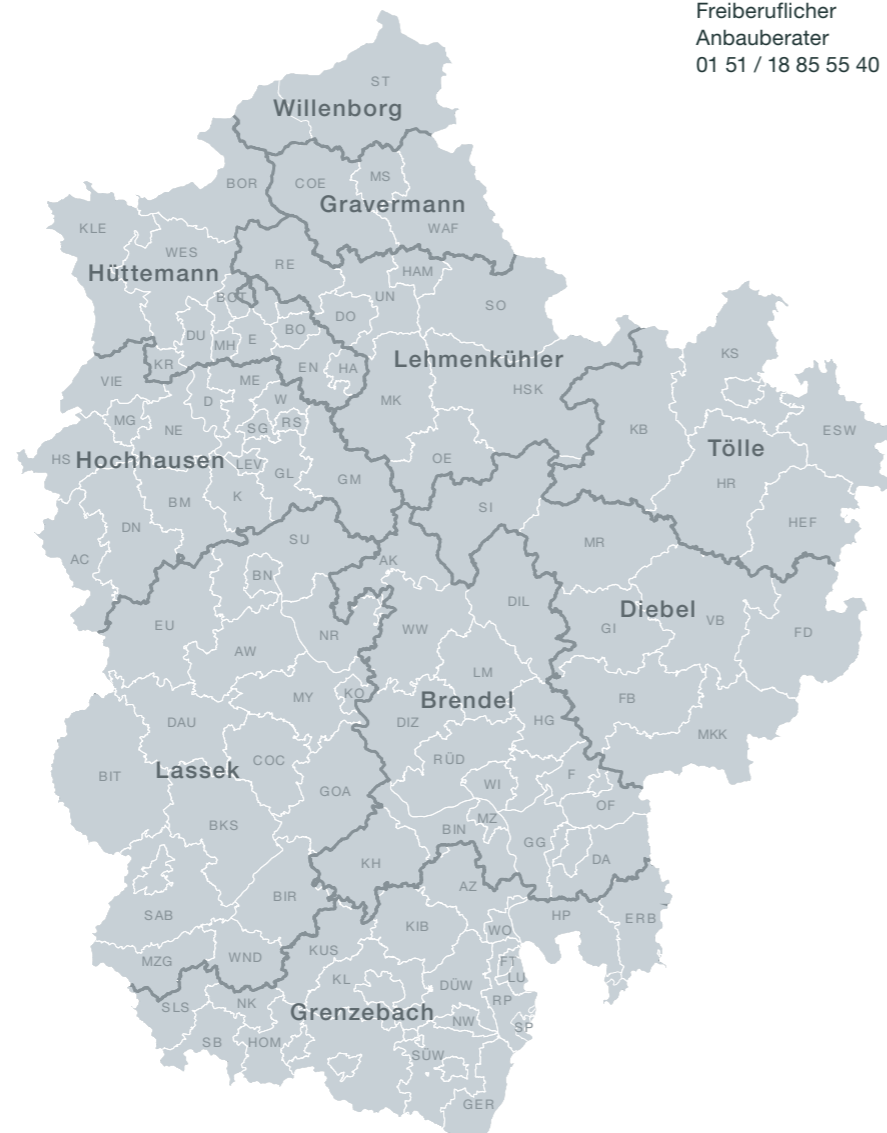 Freiberuflicher
Anbauberater
01 51 / 18 85 55 40
ST
Willenborg
MS
BOR
COE
Gravermann
KLE
WAF
WES
RE
HAM
Hüttemann
BOT
UN
SO
DO
DU
MH
E
BO
KS
Lehmenkühler
KR
EN
HA
VIE
ME
HSK
D
W
MK
MG
NE
SG
RS
KB
ESW
Tölle
HS
Hochhausen
LEV
OE
GL
GM
HR
BM
K
SI
DN
HEF
SU
MR
AC
AK
BN
DIL
Diebel
EU
NR
WW
GI
VB
FD
AW
LM
MY
KO
Brendel
FB
DAU
DIZ
HG
MKK
COC
RÜD
BIT
Lassek
F
WI
GOA
OF
BKS
MZ
BIN
GG
KH
DA
AZ
BIR
SAB
HP
ERB
KIB
WO
MZG
WND
KUS
FT
KL
LU
DÜW
SLS
NK
RP
Grenzebach
NW
SP
SB
HOM
SÜW
GER